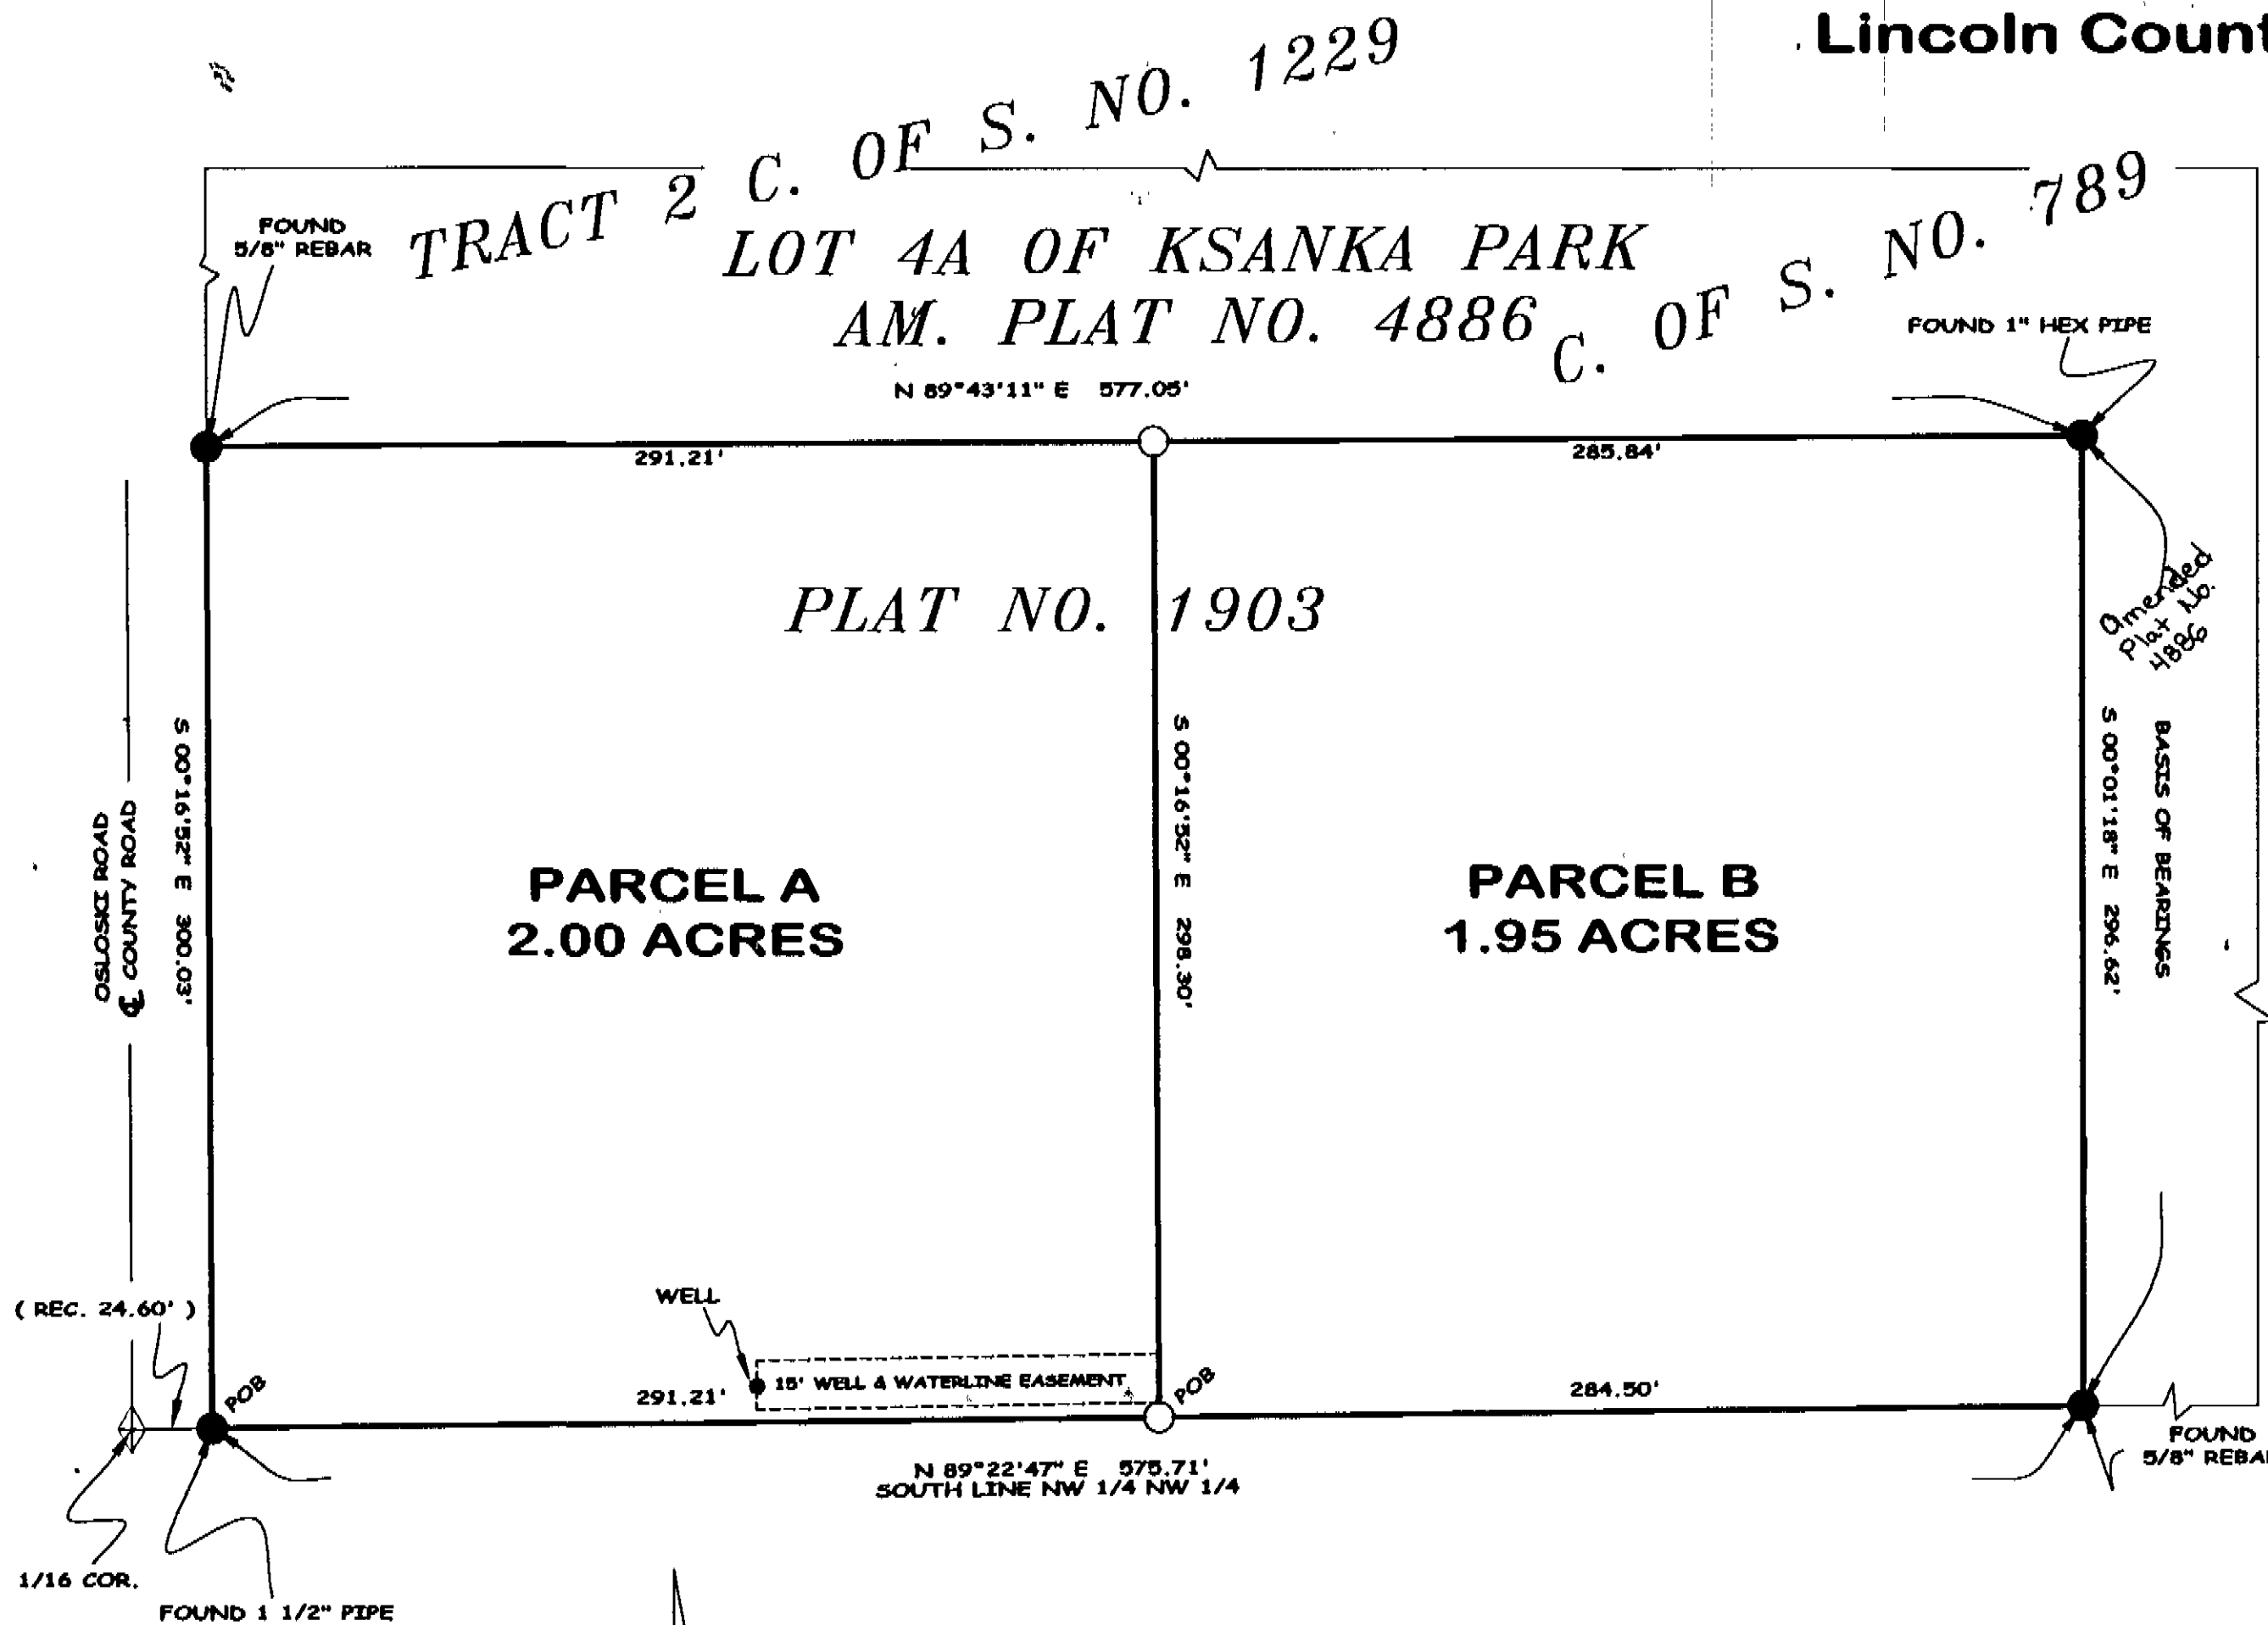 Lincoln Count
TRACT 2 C. OF S. NO. 1229
FOUND
5/8" REBAR
LOT 4A OF KSANKA PARK
AM. PLAT NO. 4886
C. OF S. NO. 789
FOUND 1" HEX PIPE
N 89°43'11" E 577.05'
291.21'
285.84'
PLAT NO. 1903
Amended
Plat No.
4886
OSLOSKI ROAD
℄ COUNTY ROAD
S 00°16'52" E 300.03'
S 00°16'52" E 298.30'
S 00°01'18" E 296.62'
BASIS OF BEARINGS
PARCEL A
2.00 ACRES
PARCEL B
1.95 ACRES
( REC. 24.60' )
WELL
POB
291.21'
15' WELL & WATERLINE EASEMENT
POB
284.50'
N 89°22'47" E 575.71'
SOUTH LINE NW 1/4 NW 1/4
FOUND
5/8" REBA
1/16 COR.
FOUND 1 1/2" PIPE